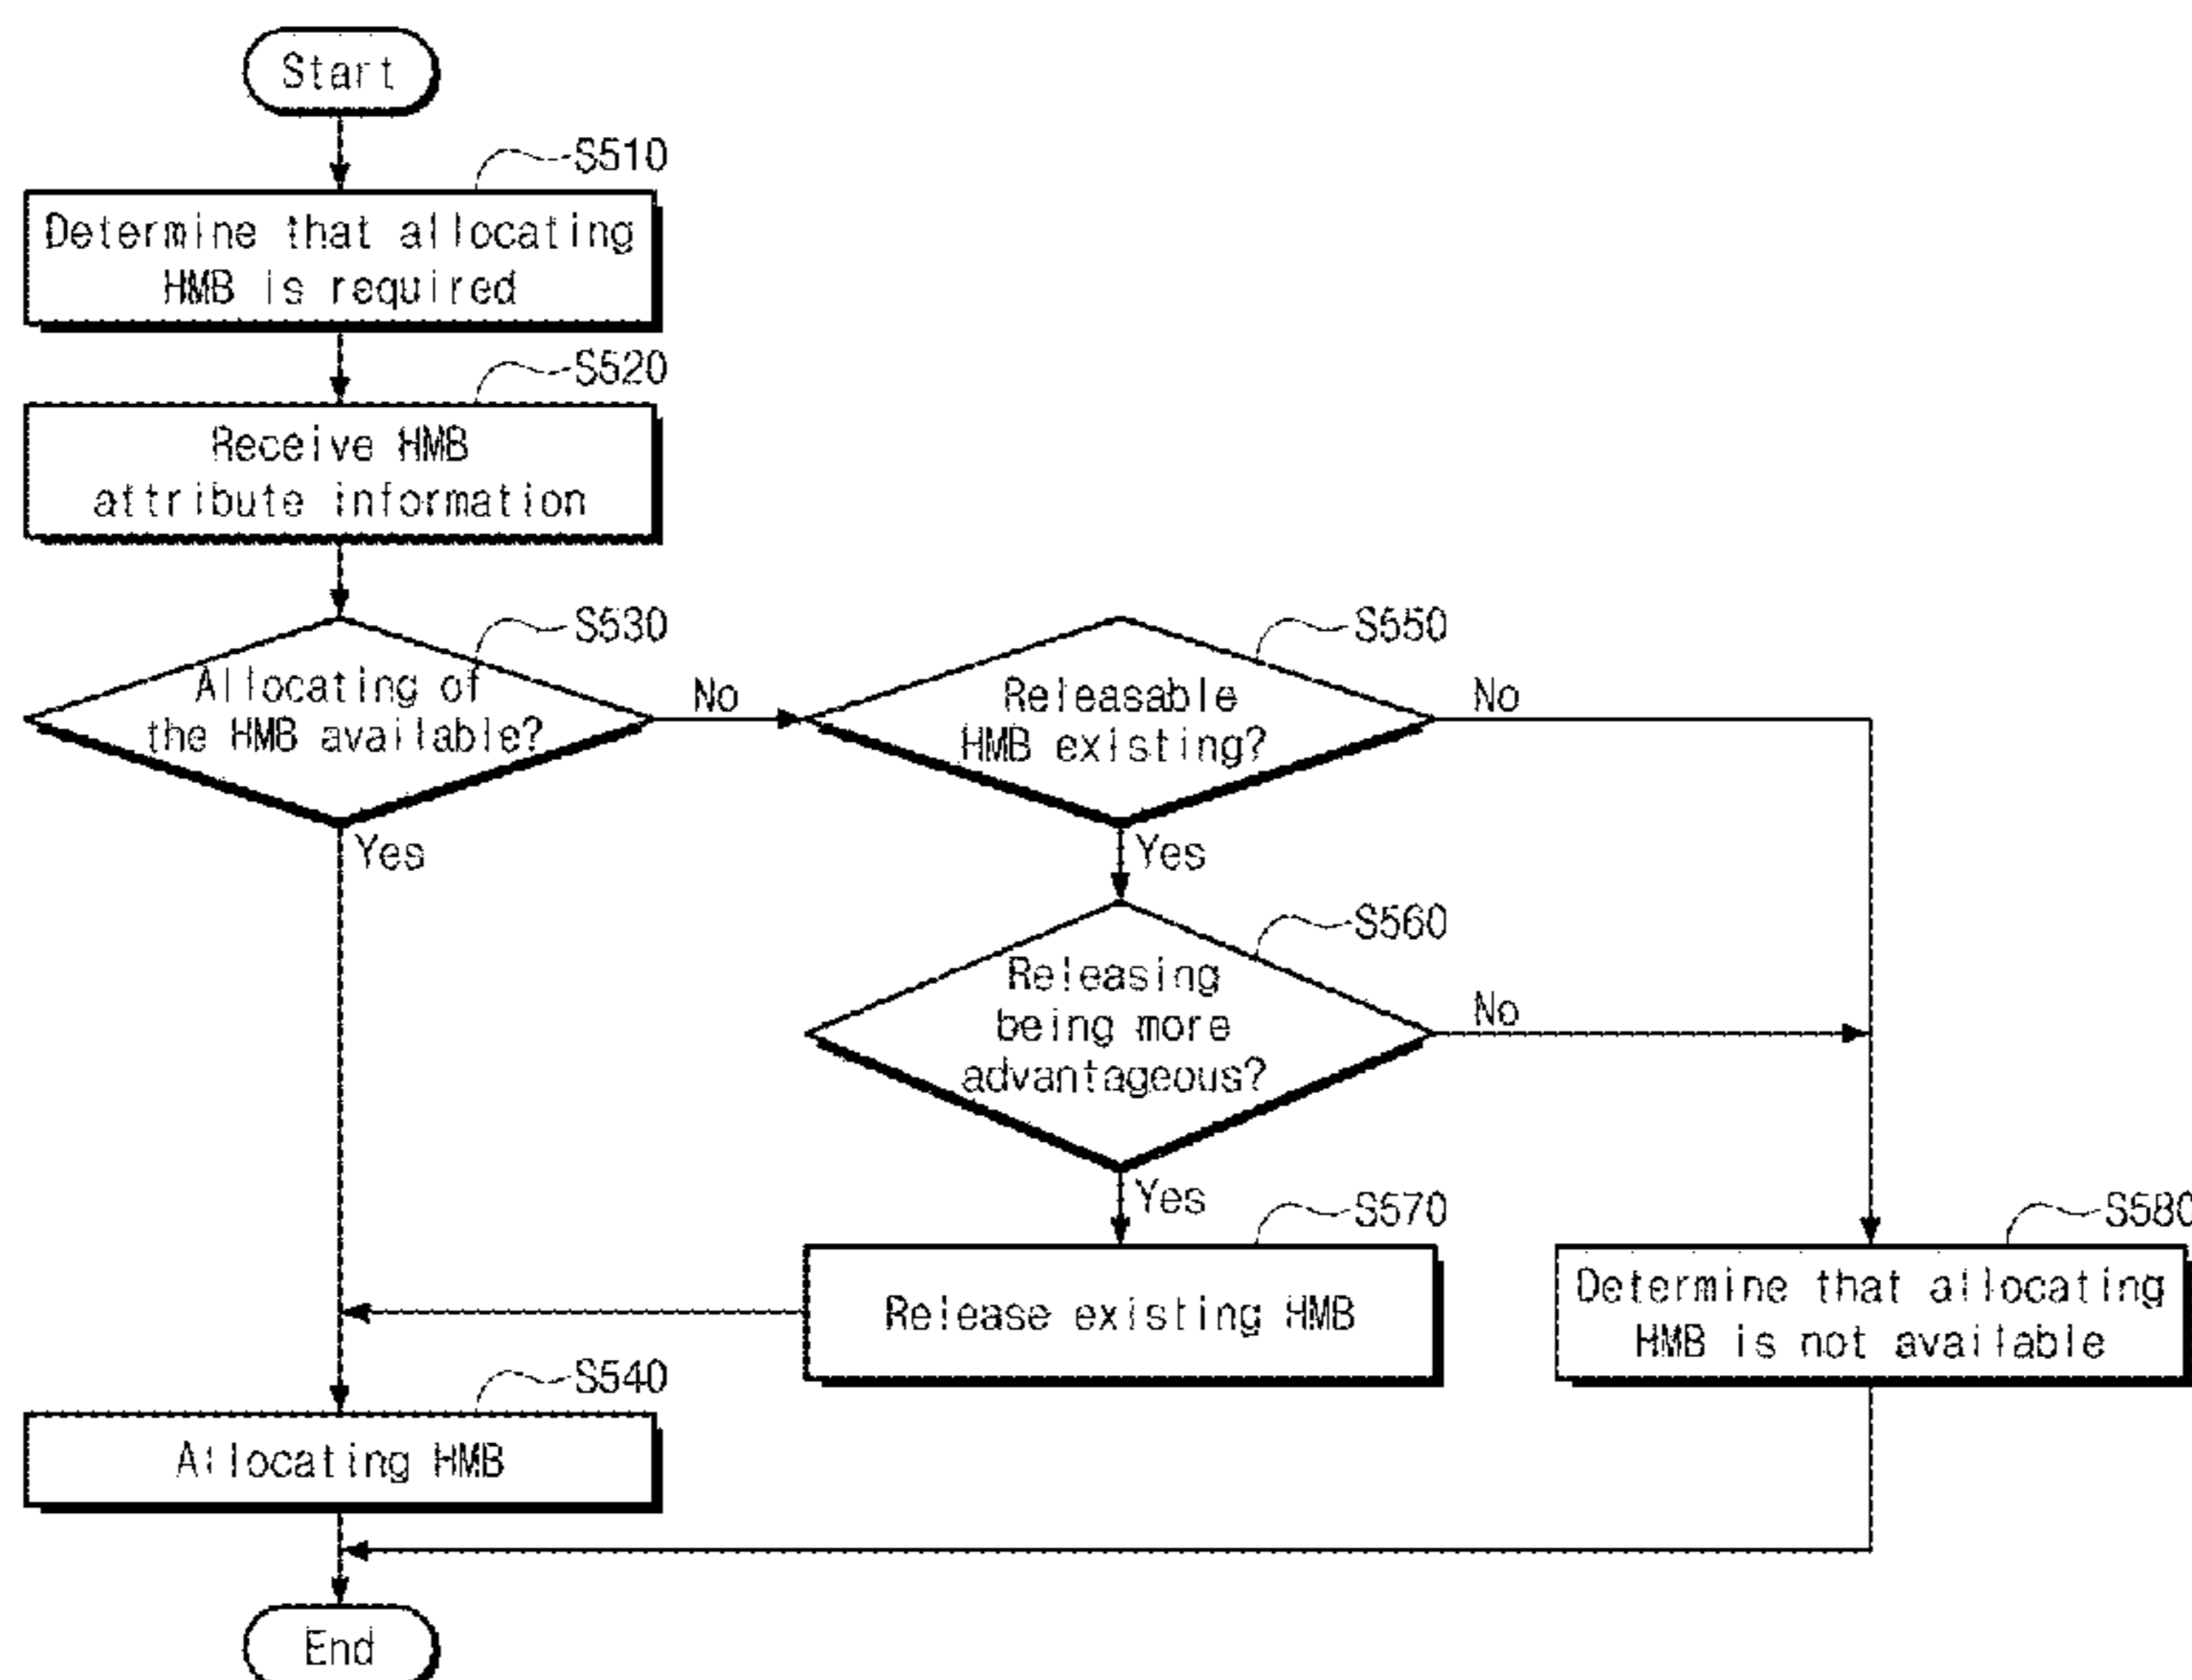 Start
S510
Determine that allocating
HMB is required
S520
Receive HMB
attribute information
S530
Allocating of
the HMB available?
No
Yes
S550
Releasable
HMB existing?
No
Yes
S560
Releasing
being more
advantageous?
No
Yes
S570
Release existing HMB
S580
Determine that allocating
HMB is not available
S540
Allocating HMB
End